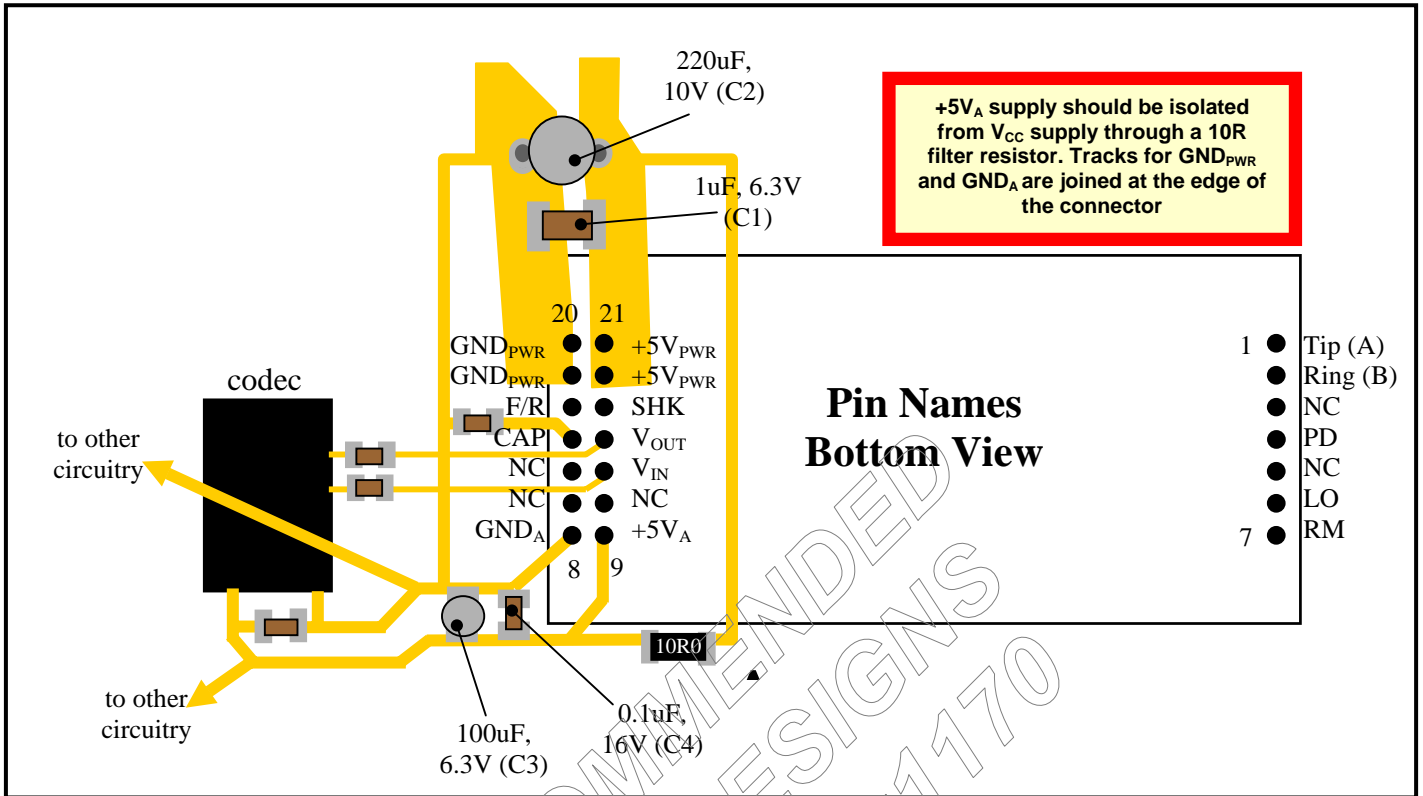 220uF,
10V (C2)
+5VA supply should be isolated
from VCC supply through a 10R
filter resistor. Tracks for GNDPWR
and GNDA are joined at the edge of
the connector
1uF, 6.3V
(C1)
20 21
GNDPWR +5VPWR
GNDPWR +5VPWR
F/R SHK
CAP VOUT
NC VIN
NC NC
GNDA +5VA
8 9
Pin Names
Bottom View
1 Tip (A)
Ring (B)
NC
PD
NC
LO
7 RM
codec
to other
circuitry
10R0
to other
circuitry
100uF,
6.3V (C3)
0.1uF,
16V (C4)
OMMENDED
ESIGNS
1170